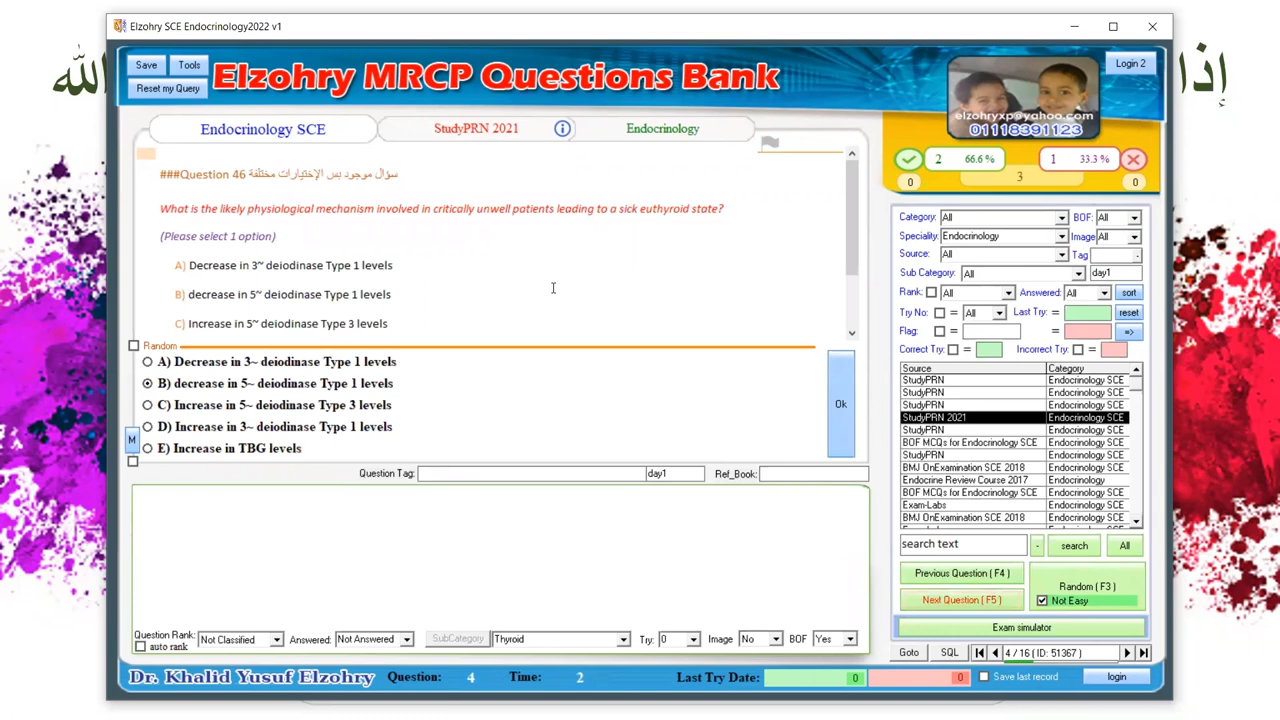 Elzohry SCE Endocrinology2022 v1
إذا
الله
Save
Tools
Reset my Query
Elzohry MRCP Questions Bank
Login 2
elzohryxp@yahoo.com
01118391123
Endocrinology SCE
StudyPRN 2021
Endocrinology
2 66.6 %
1 33.3 %
0
3
0
###Question 46 سؤال موجود بس الإختيارات مختلفة
What is the likely physiological mechanism involved in critically unwell patients leading to a sick euthyroid state?
(Please select 1 option)
A) Decrease in 3~ deiodinase Type 1 levels
B) decrease in 5~ deiodinase Type 1 levels
C) Increase in 5~ deiodinase Type 3 levels
Random
A) Decrease in 3~ deiodinase Type 1 levels
B) decrease in 5~ deiodinase Type 1 levels
C) Increase in 5~ deiodinase Type 3 levels
D) Increase in 3~ deiodinase Type 1 levels
E) Increase in TBG levels
M
Ok
Question Tag:
day1
Ref_Book:
Question Rank: Not Classified
auto rank
Answered: Not Answered
SubCategory Thyroid
Try: 0
Image No
BOF Yes
Category: All
BOF: All
Speciality: Endocrinology
Image All
Source: All
Tag -
Sub Category: All
day1
Rank: All
Answered: All
sort
Try No: = All
Last Try: =
reset
Flag: =
=
=>
Correct Try: =
Incorrect Try: =
Source Category
StudyPRN Endocrinology SCE
StudyPRN Endocrinology SCE
StudyPRN Endocrinology SCE
StudyPRN 2021 Endocrinology SCE
StudyPRN Endocrinology SCE
BOF MCQs for Endocrinology SCE Endocrinology SCE
StudyPRN Endocrinology SCE
BMJ OnExamination SCE 2018 Endocrinology SCE
Endocrine Review Course 2017 Endocrinology
BOF MCQs for Endocrinology SCE Endocrinology SCE
Exam-Labs Endocrinology SCE
BMJ OnExamination SCE 2018 Endocrinology SCE
search text
-
search
All
Previous Question ( F4 )
Next Question ( F5 )
Random ( F3 )
Not Easy
Exam simulator
Goto
SQL
4 / 16 ( ID: 51367 )
Dr. Khalid Yusuf Elzohry
Question: 4
Time: 2
Last Try Date: 0 0
Save last record
login